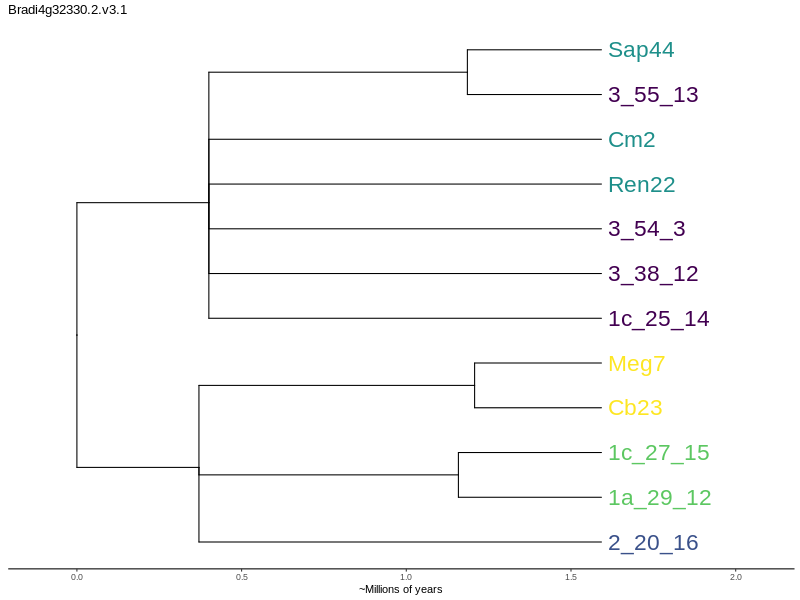 Bradi4g32330.2.v3.1
Sap44
3_55_13
Cm2
Ren22
3_54_3
3_38_12
1c_25_14
Meg7
Cb23
1c_27_15
1a_29_12
2_20_16
0.0 0.5 1.0 1.5 2.0
~Millions of years